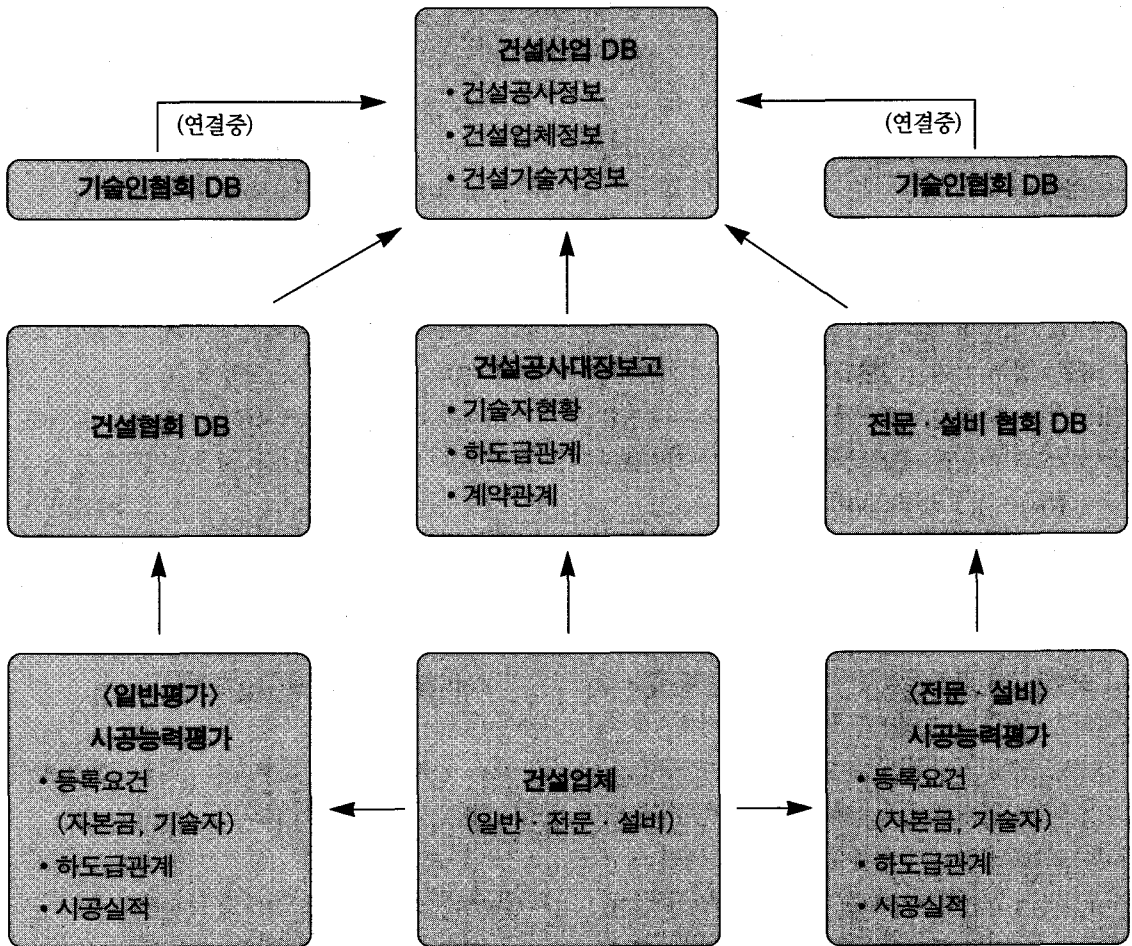 건설산업 DB
• 건설공사정보
• 건설업체정보
• 건설기술자정보
(연결중)
(연결중)
기술인협회 DB
기술인협회 DB
건설협회 DB
건설공사대장보고
• 기술자현황
• 하도급관계
• 계약관계
전문 · 설비 협회 DB
〈일반평가〉
시공능력평가
• 등록요건
(자본금, 기술자)
• 하도급관계
• 시공실적
건설업체
(일반 · 전문 · 설비)
〈전문 · 설비〉
시공능력평가
• 등록요건
(자본금, 기술자)
• 하도급관계
• 시공실적